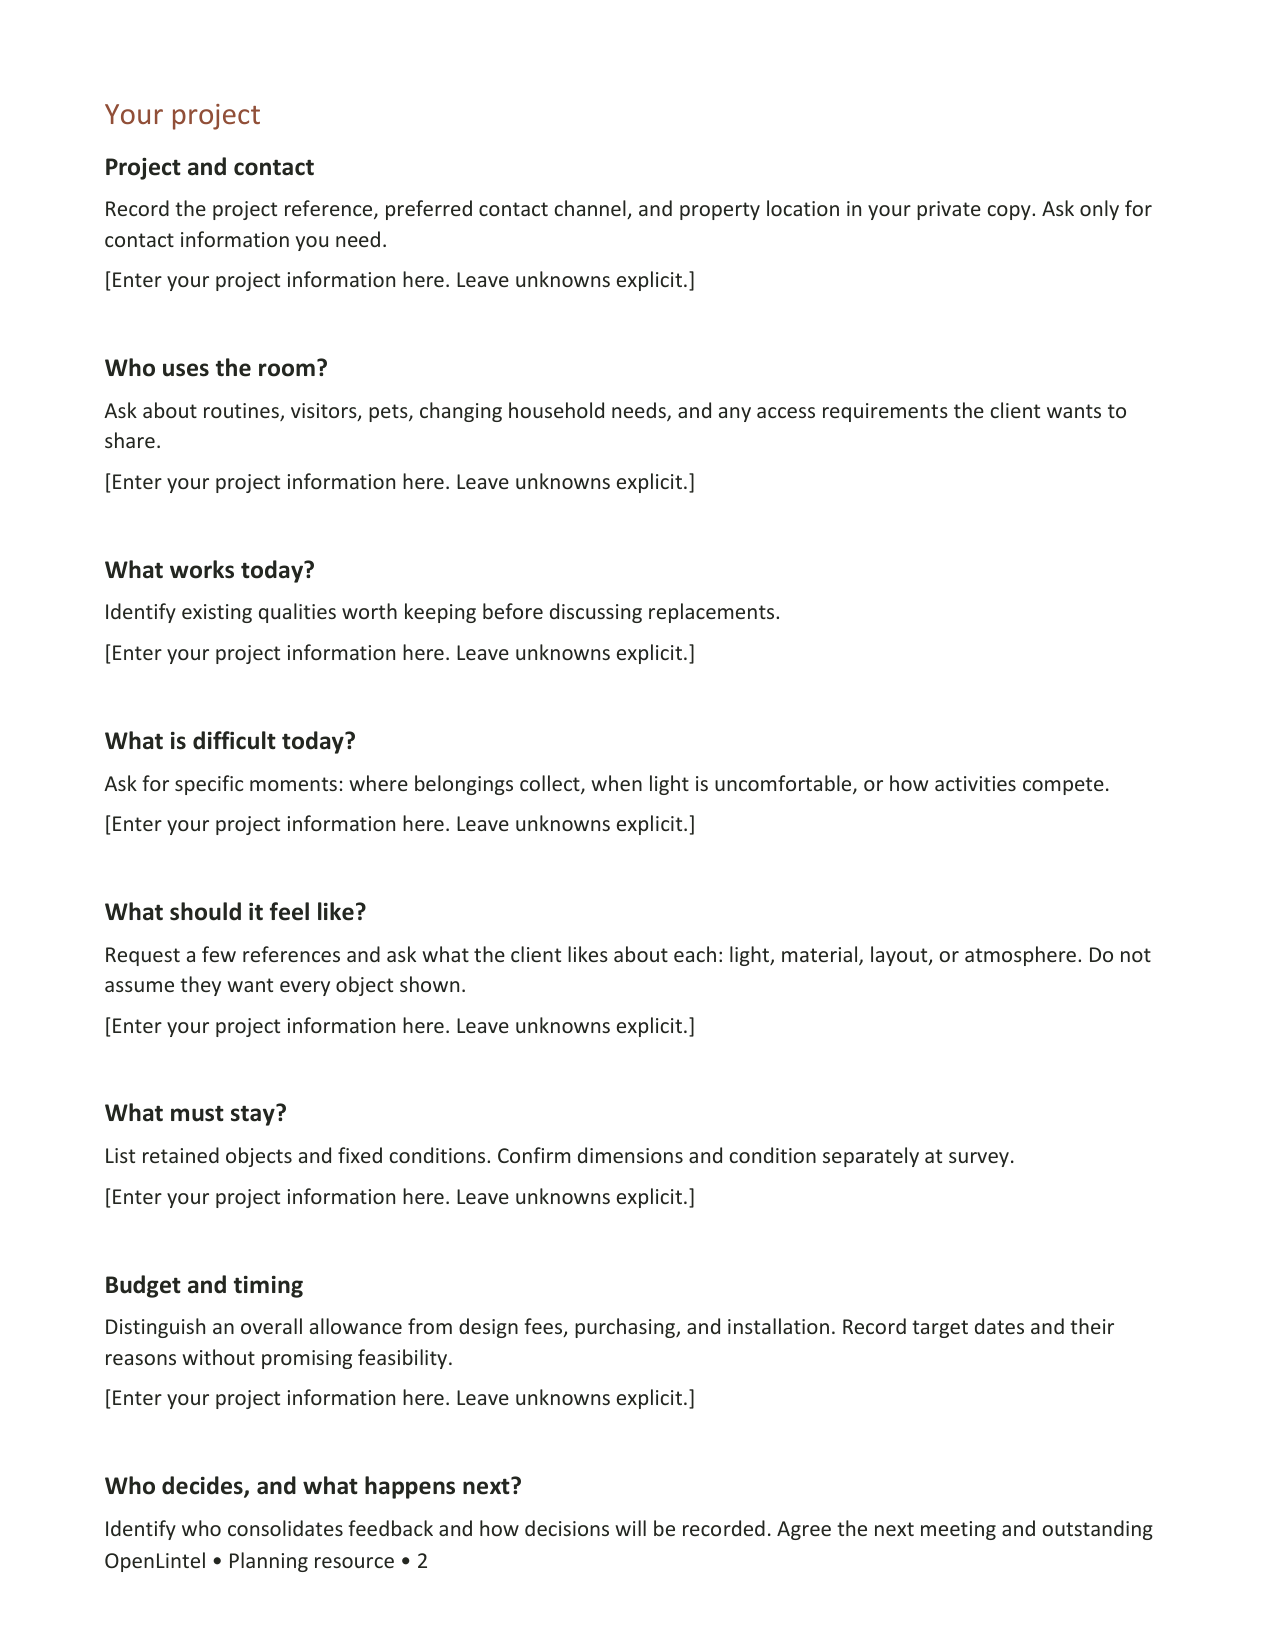 Your project
Project and contact
Record the project reference, preferred contact channel, and property location in your private copy. Ask only for
contact information you need.
[Enter your project information here. Leave unknowns explicit.]
Who uses the room?
Ask about routines, visitors, pets, changing household needs, and any access requirements the client wants to
share.
[Enter your project information here. Leave unknowns explicit.]
What works today?
Identify existing qualities worth keeping before discussing replacements.
[Enter your project information here. Leave unknowns explicit.]
What is difficult today?
Ask for specific moments: where belongings collect, when light is uncomfortable, or how activities compete.
[Enter your project information here. Leave unknowns explicit.]
What should it feel like?
Request a few references and ask what the client likes about each: light, material, layout, or atmosphere. Do not
assume they want every object shown.
[Enter your project information here. Leave unknowns explicit.]
What must stay?
List retained objects and fixed conditions. Confirm dimensions and condition separately at survey.
[Enter your project information here. Leave unknowns explicit.]
Budget and timing
Distinguish an overall allowance from design fees, purchasing, and installation. Record target dates and their
reasons without promising feasibility.
[Enter your project information here. Leave unknowns explicit.]
Who decides, and what happens next?
Identify who consolidates feedback and how decisions will be recorded. Agree the next meeting and outstanding
OpenLintel • Planning resource • 2